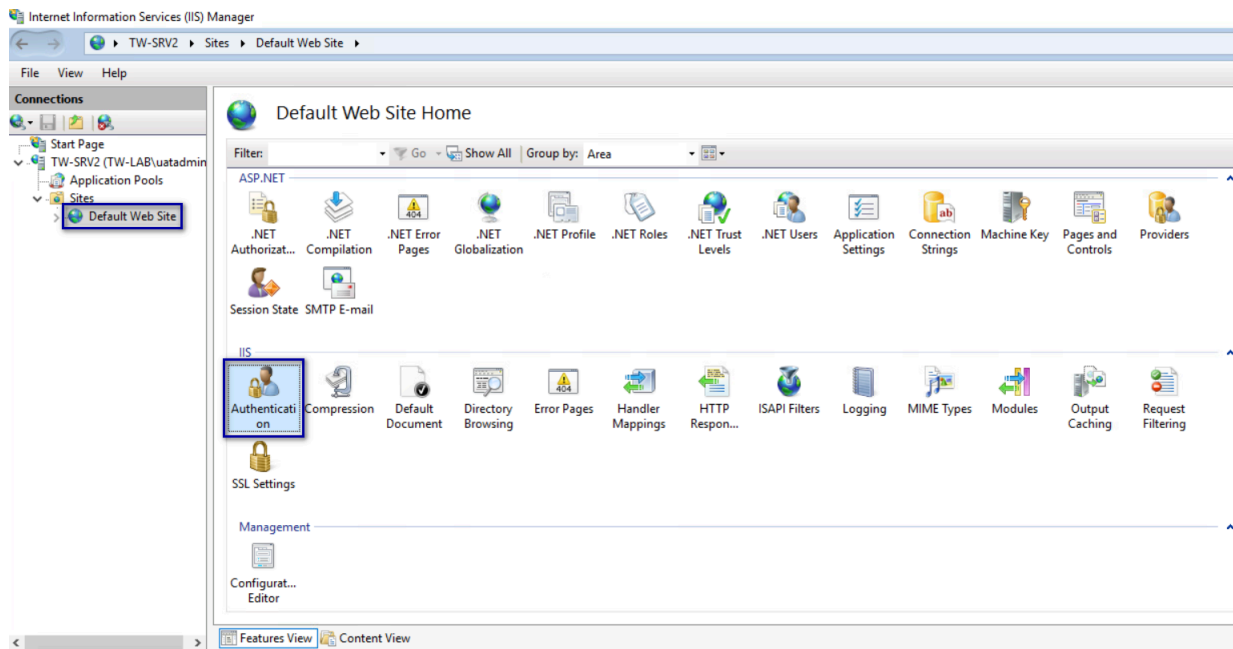 Internet Information Services (IIS) Manager
TW-SRV2 Sites Default Web Site
File View Help
Connections
Start Page
TW-SRV2 (TW-LAB\uatadmin
Application Pools
Sites
Default Web Site
Default Web Site Home
Filter: Go Show All Group by: Area
ASP.NET
.NET Authorizat...
.NET Compilation
404
.NET Error Pages
.NET Globalization
.NET Profile
.NET Roles
.NET Trust Levels
.NET Users
Application Settings
ab
Connection Strings
Machine Key
Pages and Controls
Providers
Session State
SMTP E-mail
IIS
Authenticati
on
Compression
Default Document
Directory Browsing
404
Error Pages
Handler Mappings
HTTP Respon...
ISAPI Filters
Logging
MIME Types
Modules
Output Caching
Request Filtering
SSL Settings
Management
Configurat...
Editor
Features View Content View